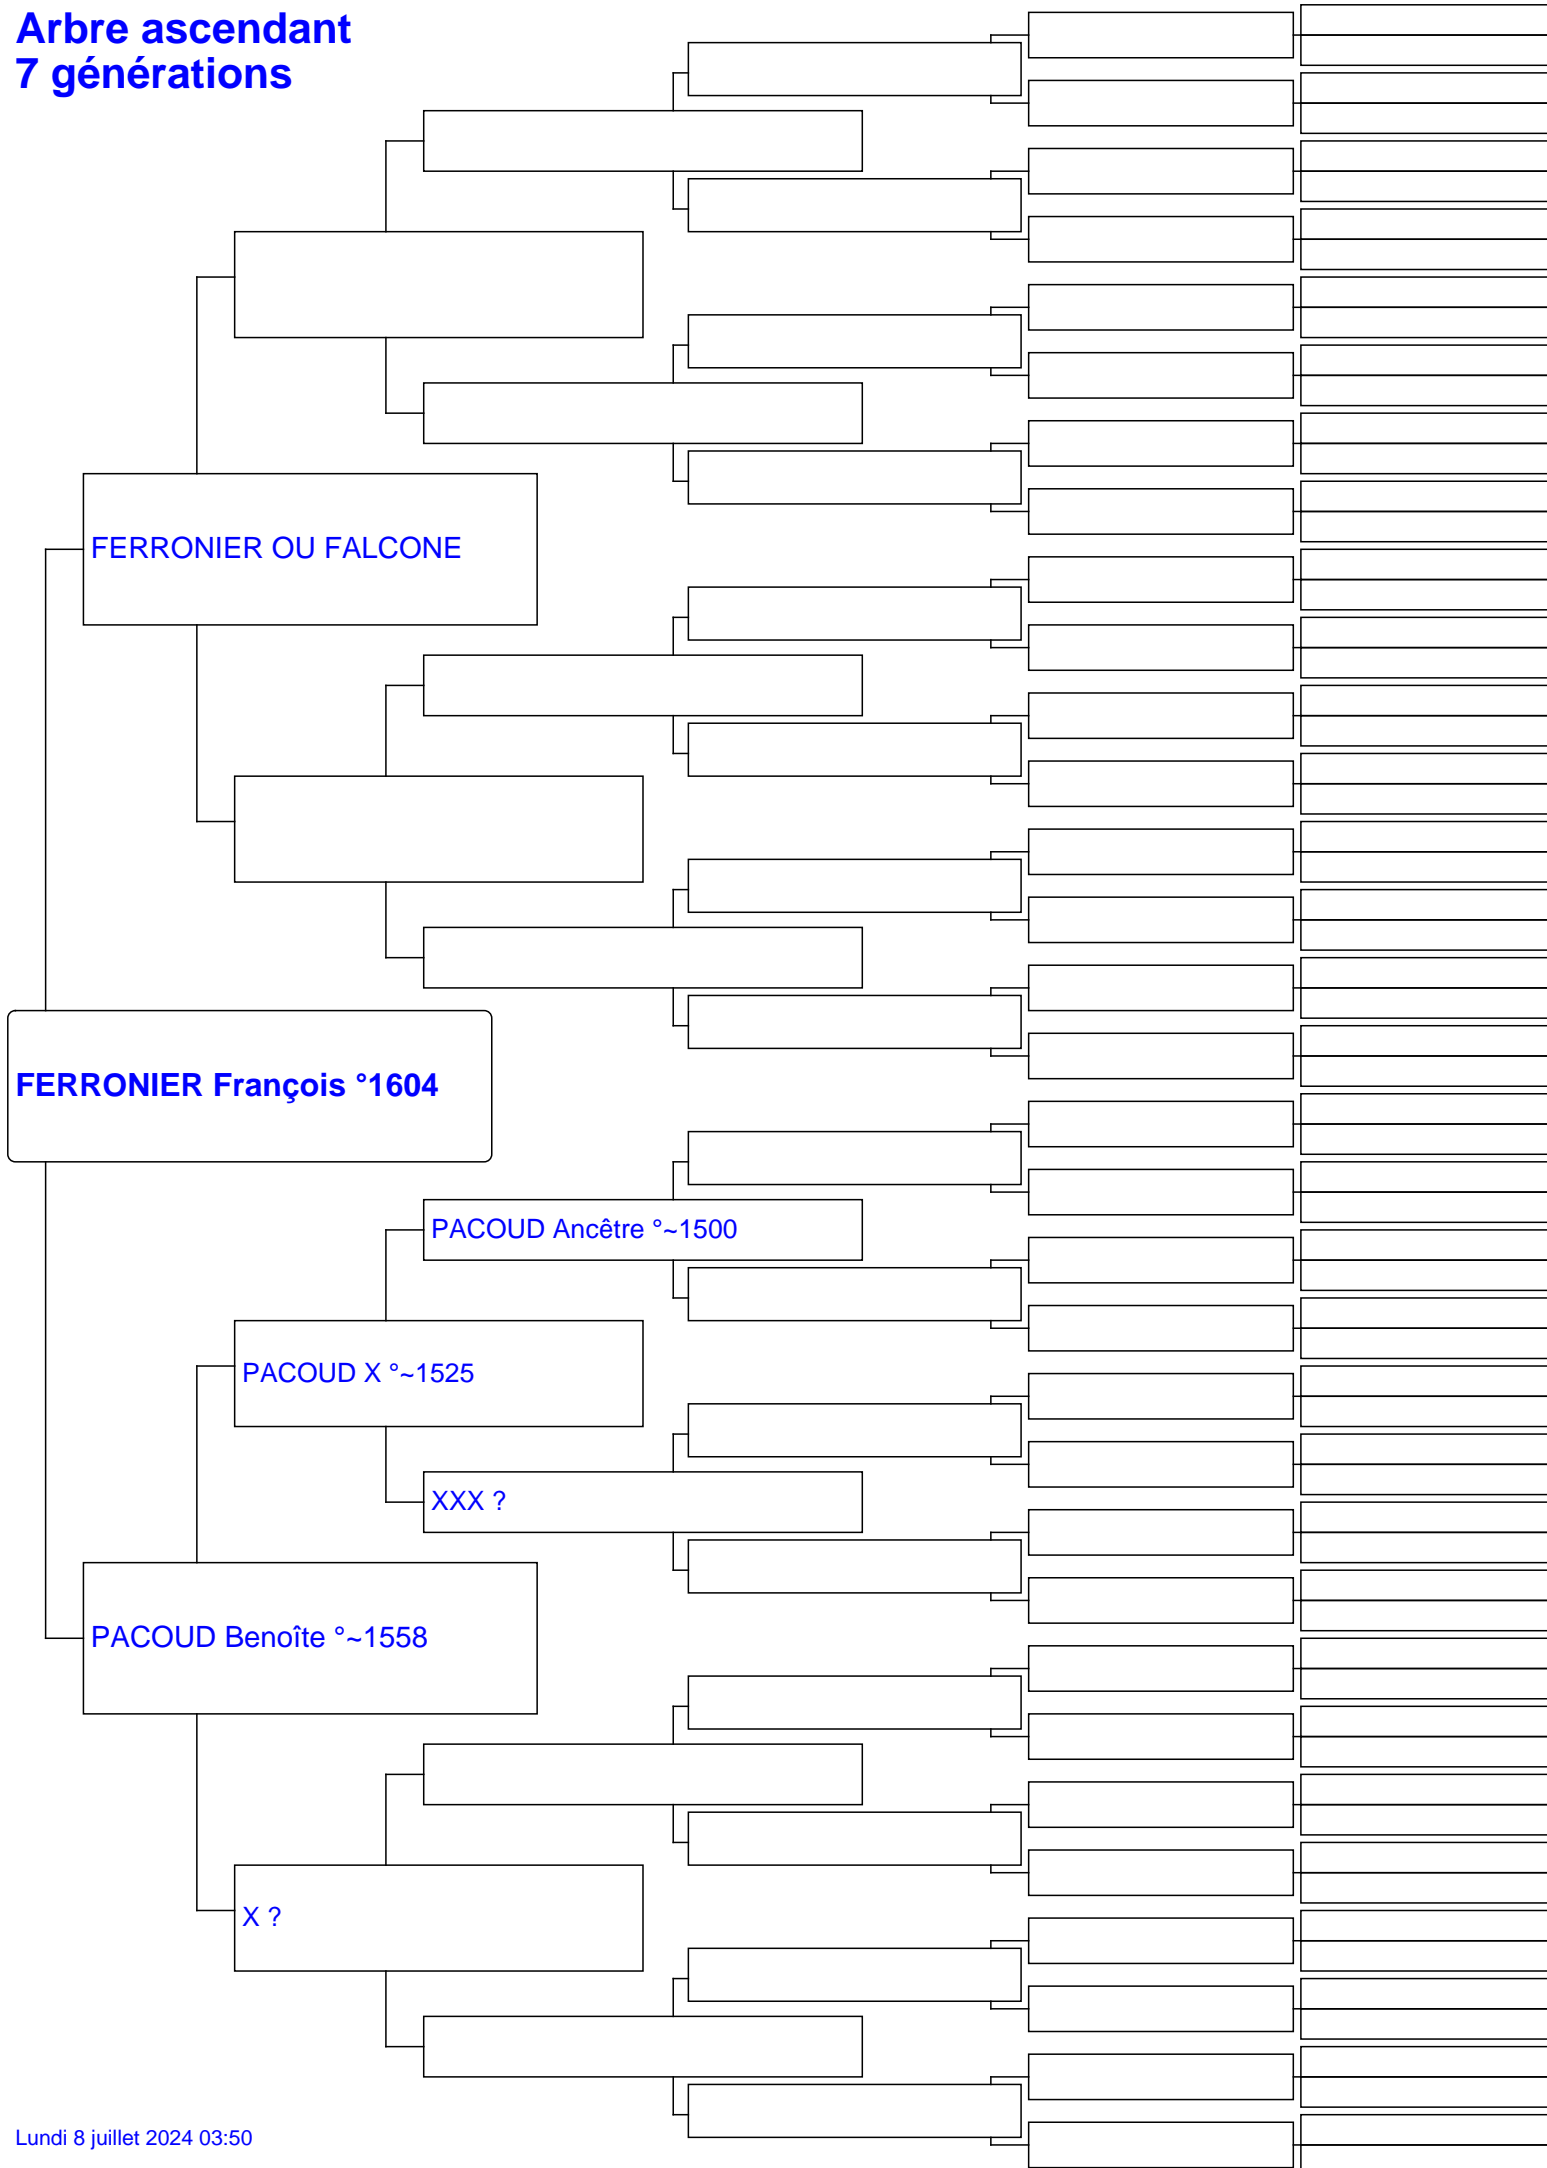 Arbre ascendant
7 générations
FERRONIER OU FALCONE
FERRONIER François °1604
PACOUD Ancêtre °~1500
PACOUD X °~1525
XXX ?
PACOUD Benoîte °~1558
X ?
Lundi 8 juillet 2024 03:50